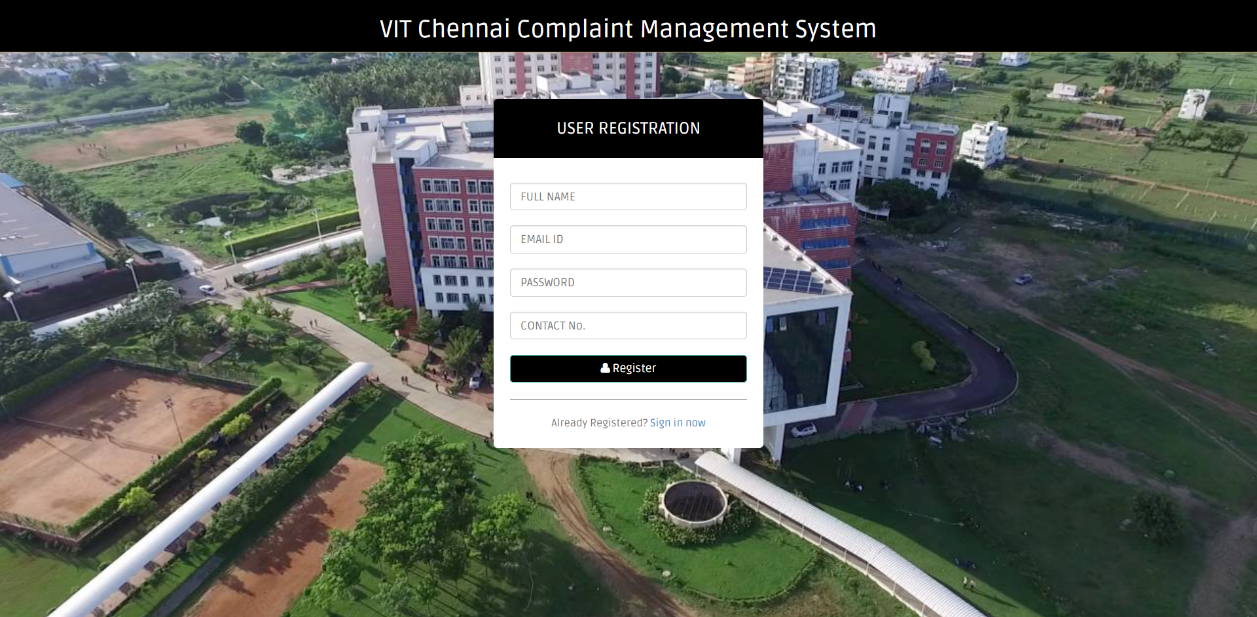 VIT Chennai Complaint Management System
USER REGISTRATION
FULL NAME
EMAIL ID
PASSWORD
CONTACT No.
Register
Already Registered? Sign in now